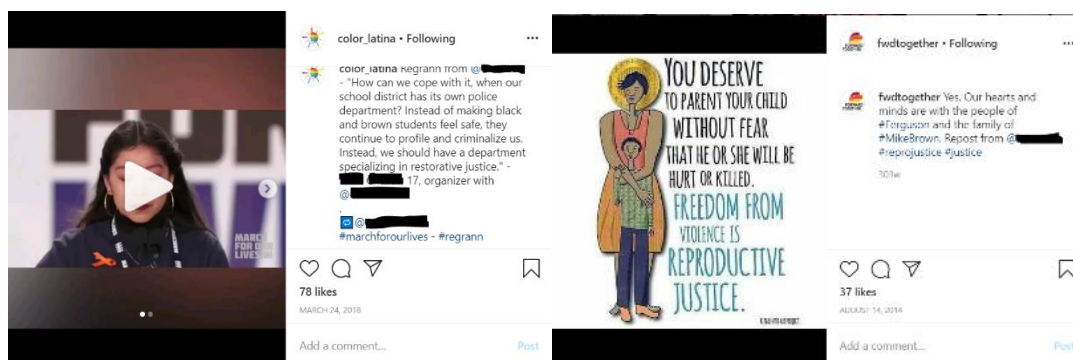 color_latina • Following
color_latina Regrann from @
- "How can we cope with it, when our
school district has its own police
department? Instead of making black
and brown students feel safe, they
continue to profile and criminalize us.
Instead, we should have a department
specializing in restorative justice." -
17, organizer with
@
.
@
#marchforourlives - #regrann
78 likes
MARCH 24, 2018
Add a comment... Post
MARCH
FOR OUR
LIVES
YOU DESERVE
TO PARENT YOUR CHILD
WITHOUT FEAR
THAT HE OR SHE WILL BE
HURT OR KILLED.
FREEDOM FROM
VIOLENCE IS
REPRODUCTIVE
JUSTICE.
fwdtogether • Following
fwdtogether Yes. Our hearts and
minds are with the people of
#Ferguson and the family of
#MikeBrown. Repost from @
#reprojustice #justice
303w
37 likes
AUGUST 14, 2014
Add a comment... Post